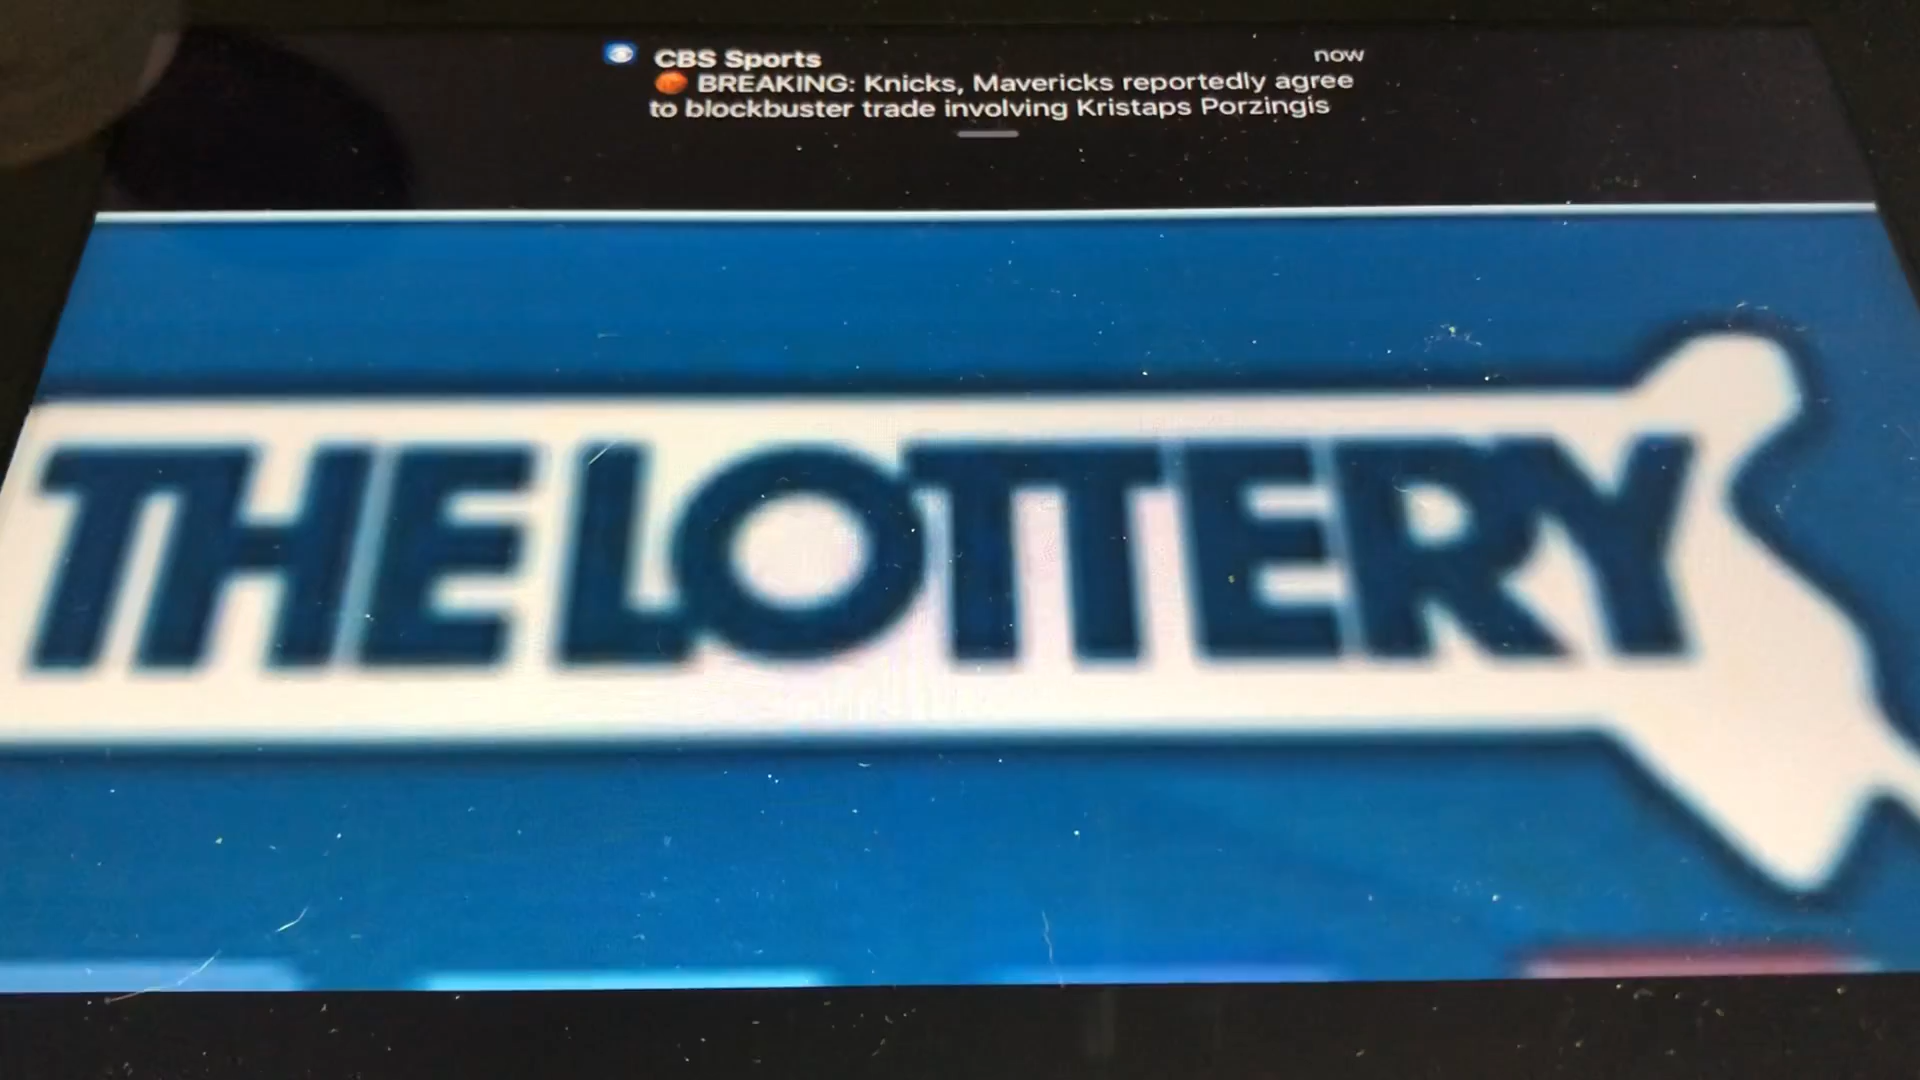 CBS Sports
now
🏀 BREAKING: Knicks, Mavericks reportedly agree
to blockbuster trade involving Kristaps Porzingis
THE LOTTERY